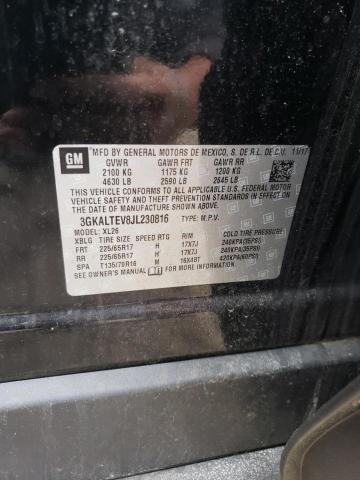 GM
MFD BY GENERAL MOTORS DE MEXICO, S. DE R.L. DE C.V. 11/17
GVWR GAWR FRT GAWR RR
2100 KG 1175 KG 1200 KG
4630 LB 2590 LB 2645 LB
THIS VEHICLE CONFORMS TO ALL APPLICABLE
U.S. FEDERAL MOTOR VEHICLE SAFETY, BUMPER, AND
THEFT PREVENTION STANDARDS IN EFFECT ON THE DATE
OF MANUFACTURE SHOWN ABOVE.
3GKALTEV8JL230816 TYPE: M.P.V.
MODEL: XL26
XBLG TIRE SIZE SPEED RTG RIM COLD TIRE PRESSURE
FRT 225/65R17 H 17X7J 240KPA(35PSI)
RR 225/65R17 H 17X7J 240KPA(35PSI)
SPA T135/70R16 M 16X4BT 420KPA(60PSI)
SEE OWNER'S MANUAL FOR MORE INFORMATION.